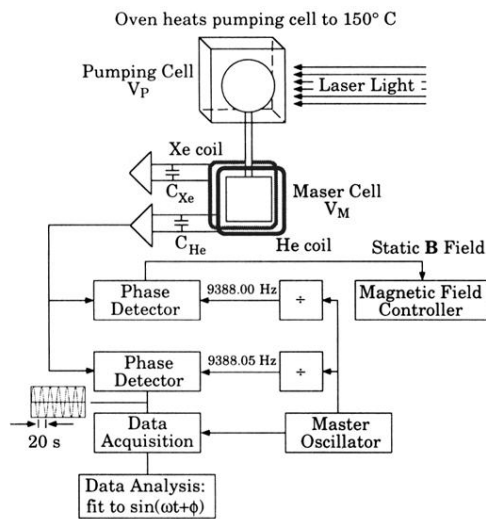 Oven heats pumping cell to 150° C
Pumping Cell
V_P
Laser Light
Xe coil
C_Xe
Maser Cell
V_M
C_He
He coil
Static B Field
Phase
Detector
9388.00 Hz
÷
Magnetic Field
Controller
Phase
Detector
9388.05 Hz
÷
20 s
Data
Acquisition
Master
Oscillator
Data Analysis:
fit to sin(ωt+ϕ)